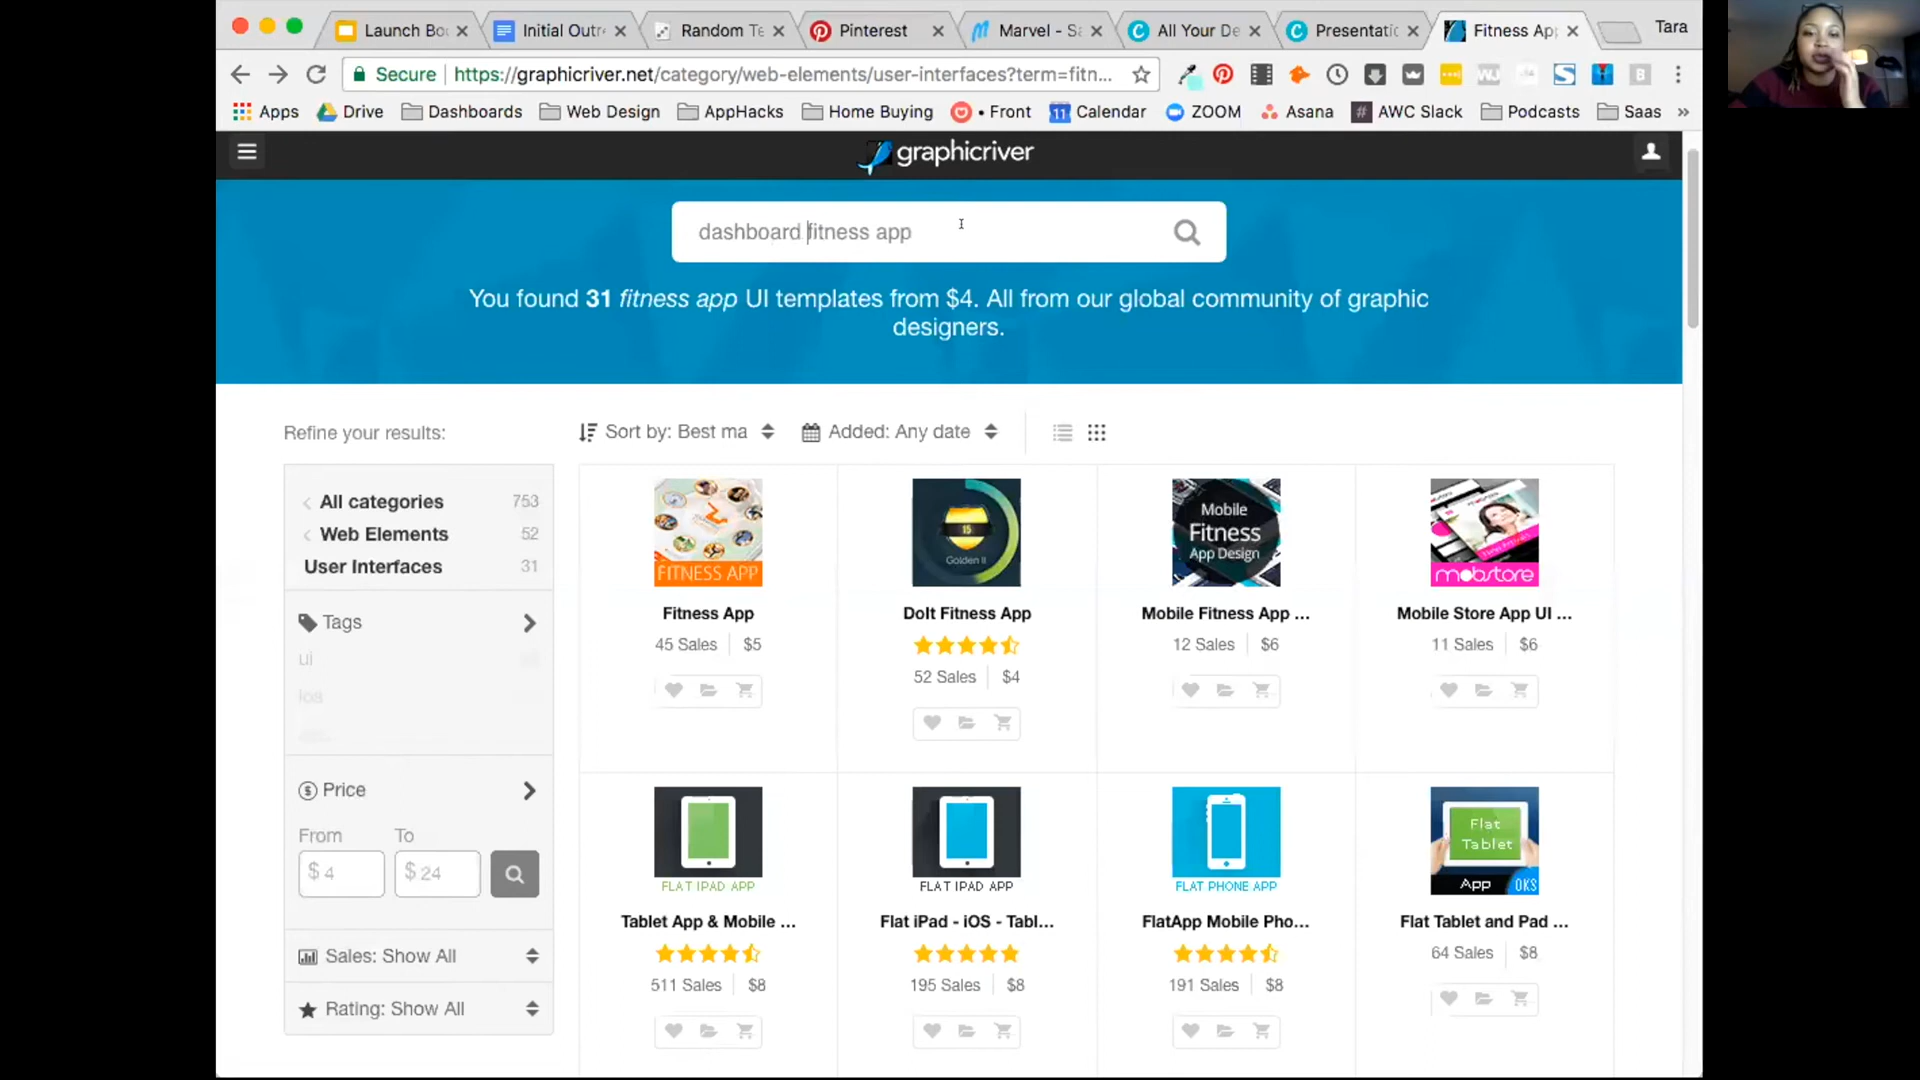 Launch Bo
Initial Outr
Random Te
Pinterest
Marvel - Sa
All Your De
Presentatic
Fitness App
Tara
Secure
https://graphicriver.net/category/web-elements/user-interfaces?term=fitn...
Apps
Drive
Dashboards
Web Design
AppHacks
Home Buying
• Front
11 Calendar
ZOOM
Asana
# AWC Slack
Podcasts
Saas
»
graphicriver
dashboard fitness app
You found 31 fitness app UI templates from $4. All from our global community of graphic
designers.
Refine your results:
Sort by: Best ma
Added: Any date
All categories 753
Web Elements 52
User Interfaces 31
Tags
ui
ios
Price
From To
$ 4 $ 24
Sales: Show All
Rating: Show All
FITNESS APP
Fitness App
45 Sales $5
15
Golden II
DoIt Fitness App
52 Sales $4
Mobile
Fitness
App Design
Mobile Fitness App ...
12 Sales $6
mobstore
Mobile Store App UI ...
11 Sales $6
FLAT IPAD APP
Tablet App & Mobile ...
511 Sales $8
FLAT IPAD APP
Flat iPad - iOS - Tabl...
195 Sales $8
FLAT PHONE APP
FlatApp Mobile Pho...
191 Sales $8
Flat
Tablet
App OKS
Flat Tablet and Pad ...
64 Sales $8